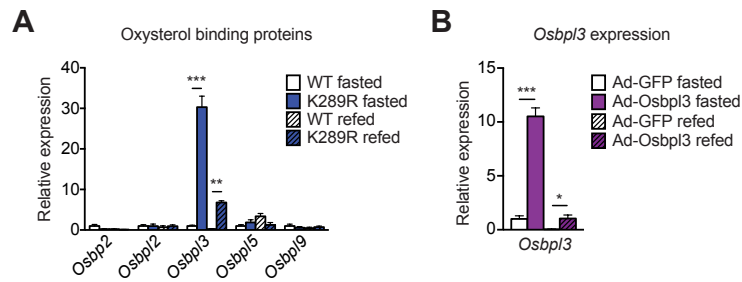 A
Oxysterol binding proteins
Relative expression
40
30
20
10
0
***
**
Osbp2
Osbpl2
Osbpl3
Osbpl5
Osbpl9
WT fasted
K289R fasted
WT refed
K289R refed
B
Osbpl3 expression
Relative expression
15
10
5
0
***
*
Osbpl3
Ad-GFP fasted
Ad-Osbpl3 fasted
Ad-GFP refed
Ad-Osbpl3 refed